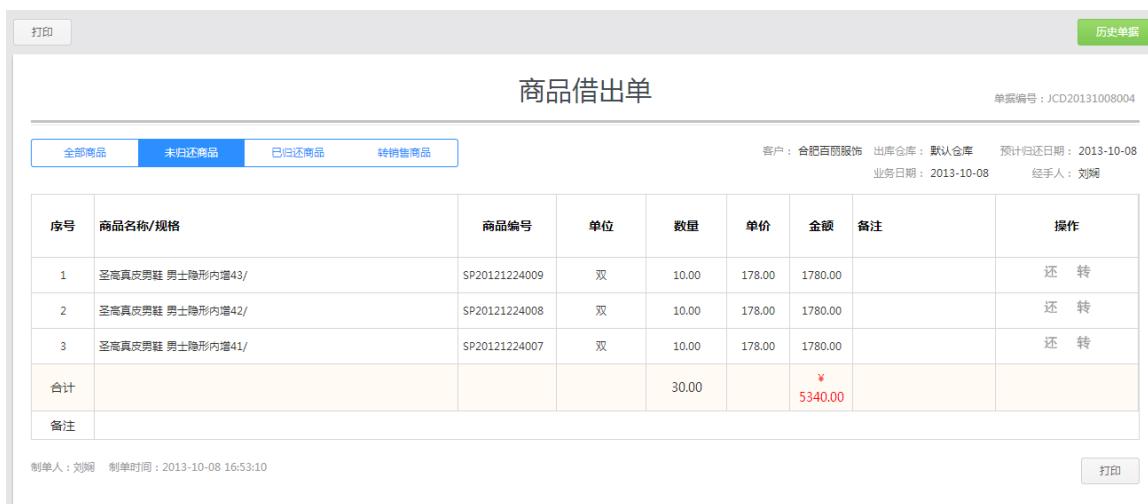 打印 历史单据
商品借出单
单据编号：JCD20131008004
全部商品 未归还商品 已归还商品 转销售商品
客户： 合肥百丽服饰 出库仓库： 默认仓库 预计归还日期： 2013-10-08
业务日期： 2013-10-08 经手人： 刘娴
序号 商品名称/规格 商品编号 单位 数量 单价 金额 备注 操作
1 圣高真皮男鞋 男士隐形内增43/ SP20121224009 双 10.00 178.00 1780.00 还 转
2 圣高真皮男鞋 男士隐形内增42/ SP20121224008 双 10.00 178.00 1780.00 还 转
3 圣高真皮男鞋 男士隐形内增41/ SP20121224007 双 10.00 178.00 1780.00 还 转
合计 30.00 ¥
5340.00
备注
制单人：刘娴 制单时间：2013-10-08 16:53:10
打印